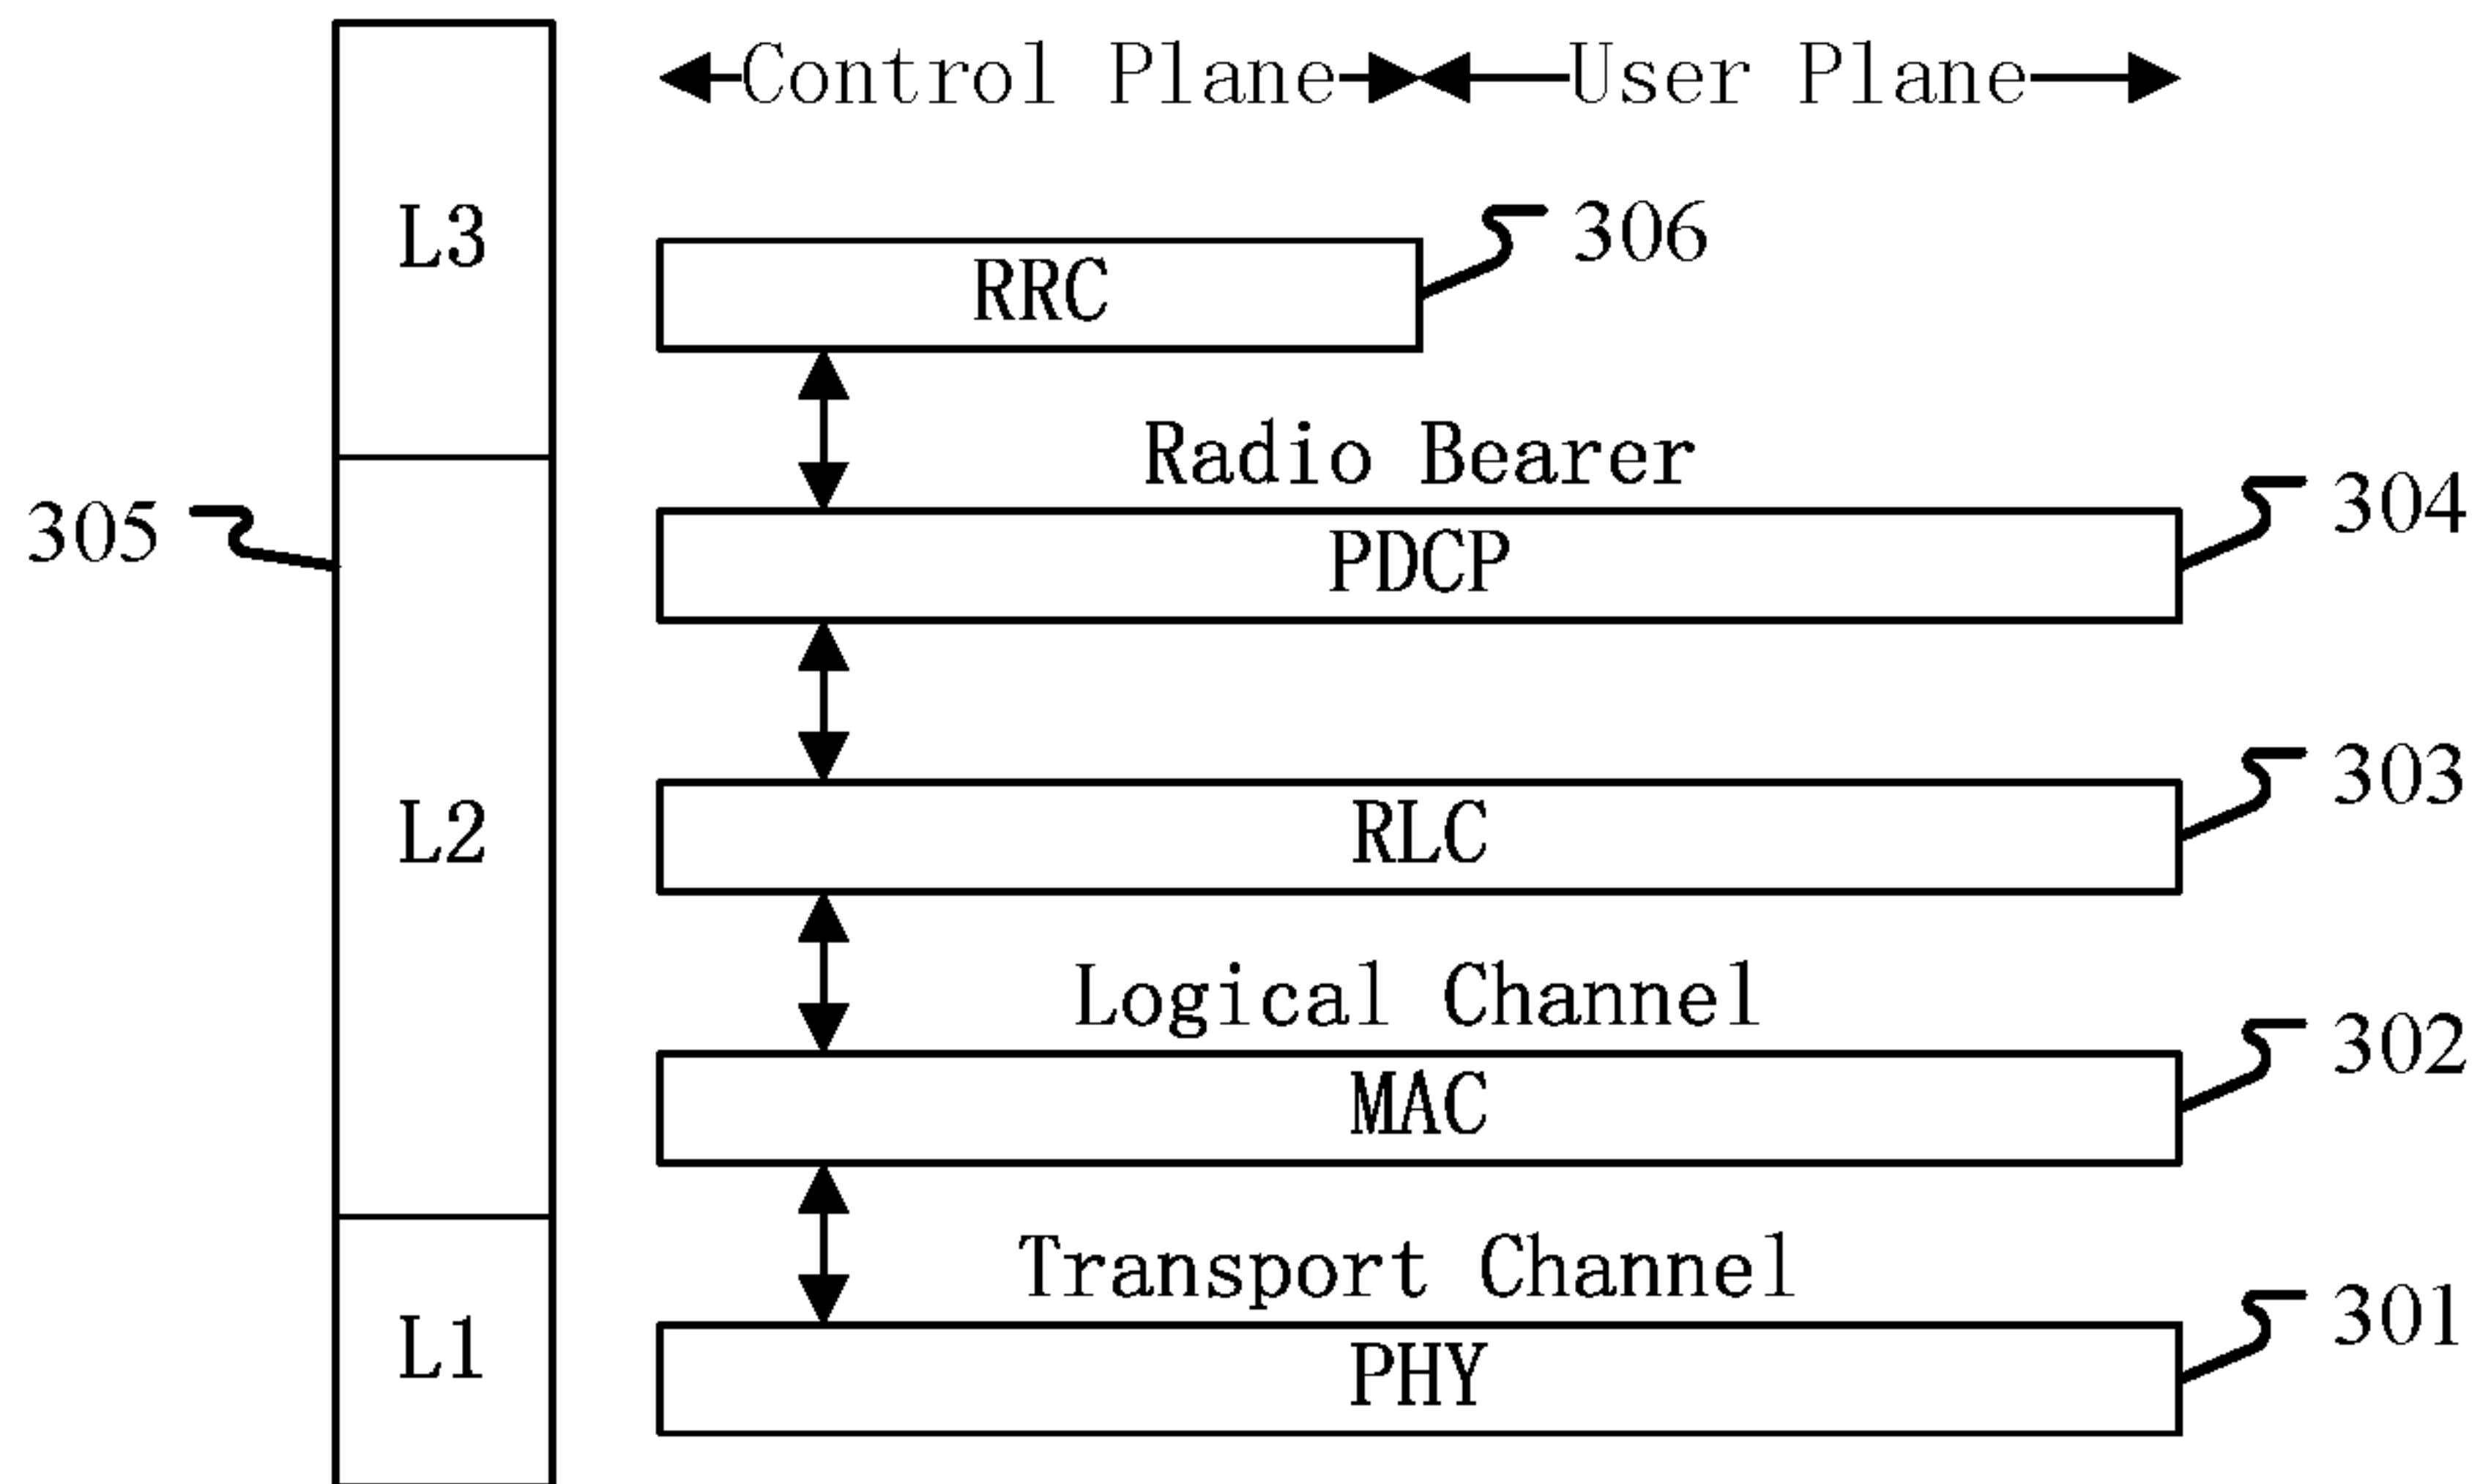 Control Plane User Plane
L3
306
RRC
Radio Bearer
305
304
PDCP
303
L2
RLC
Logical Channel
302
MAC
Transport Channel
301
L1
PHY